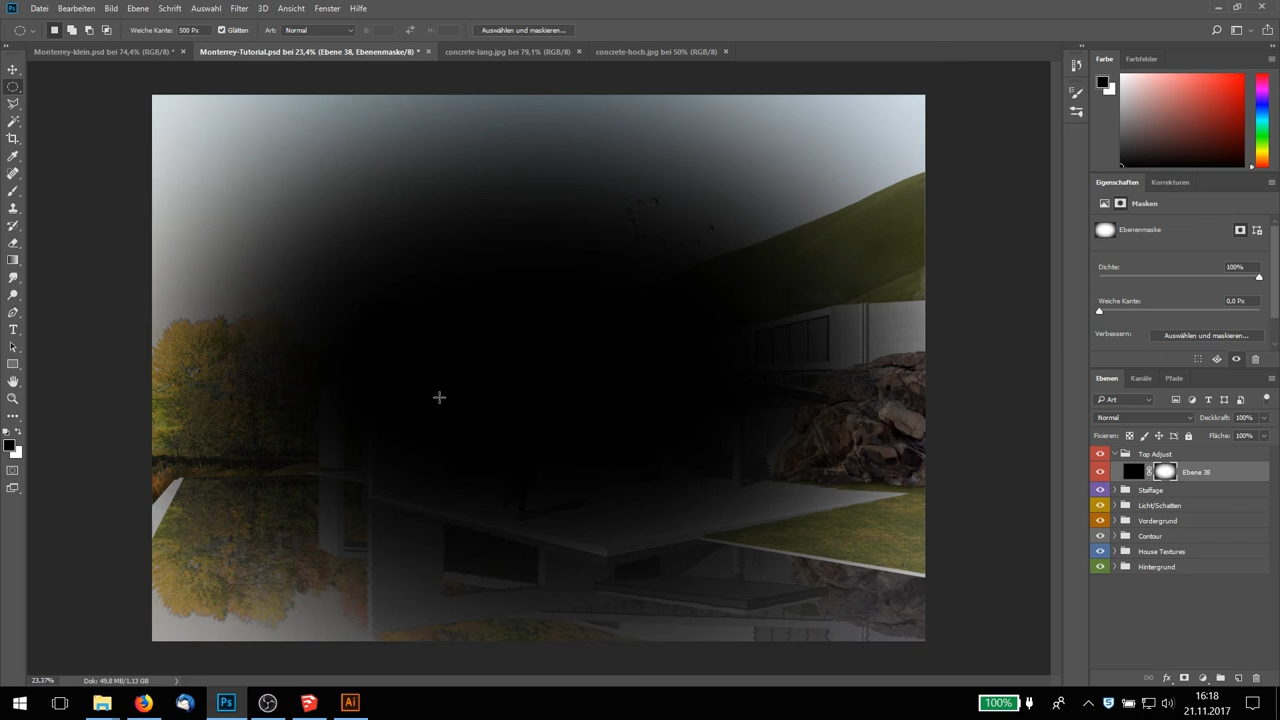 Ps Datei Bearbeiten Bild Ebene Schrift Auswahl Filter 3D Ansicht Fenster Hilfe
Weiche Kante: 500 Px Glätten Art: Normal B: H: Auswählen und maskieren...
Monterrey-klein.psd bei 74,4% (RGB/8) * × Monterrey-Tutorial.psd bei 23,4% (Ebene 38, Ebenenmaske/8) * × concrete-lang.jpg bei 79,1% (RGB/8) × concrete-hoch.jpg bei 50% (RGB/8) ×
Farbe Farbfelder
Eigenschaften Korrekturen
Masken
Ebenenmaske
Dichte: 100%
Weiche Kante: 0,0 Px
Verbessern: Auswählen und maskieren...
Ebenen Kanäle Pfade
Art
Normal Deckkraft: 100%
Fixieren: Fläche: 100%
Top Adjust
Ebene 38
Staffage
Licht/Schatten
Vordergrund
Contour
House Textures
Hintergrund
23,37% Dok: 49,8 MB/1,13 GB
fx
Ps Ai 100% 16:18
21.11.2017